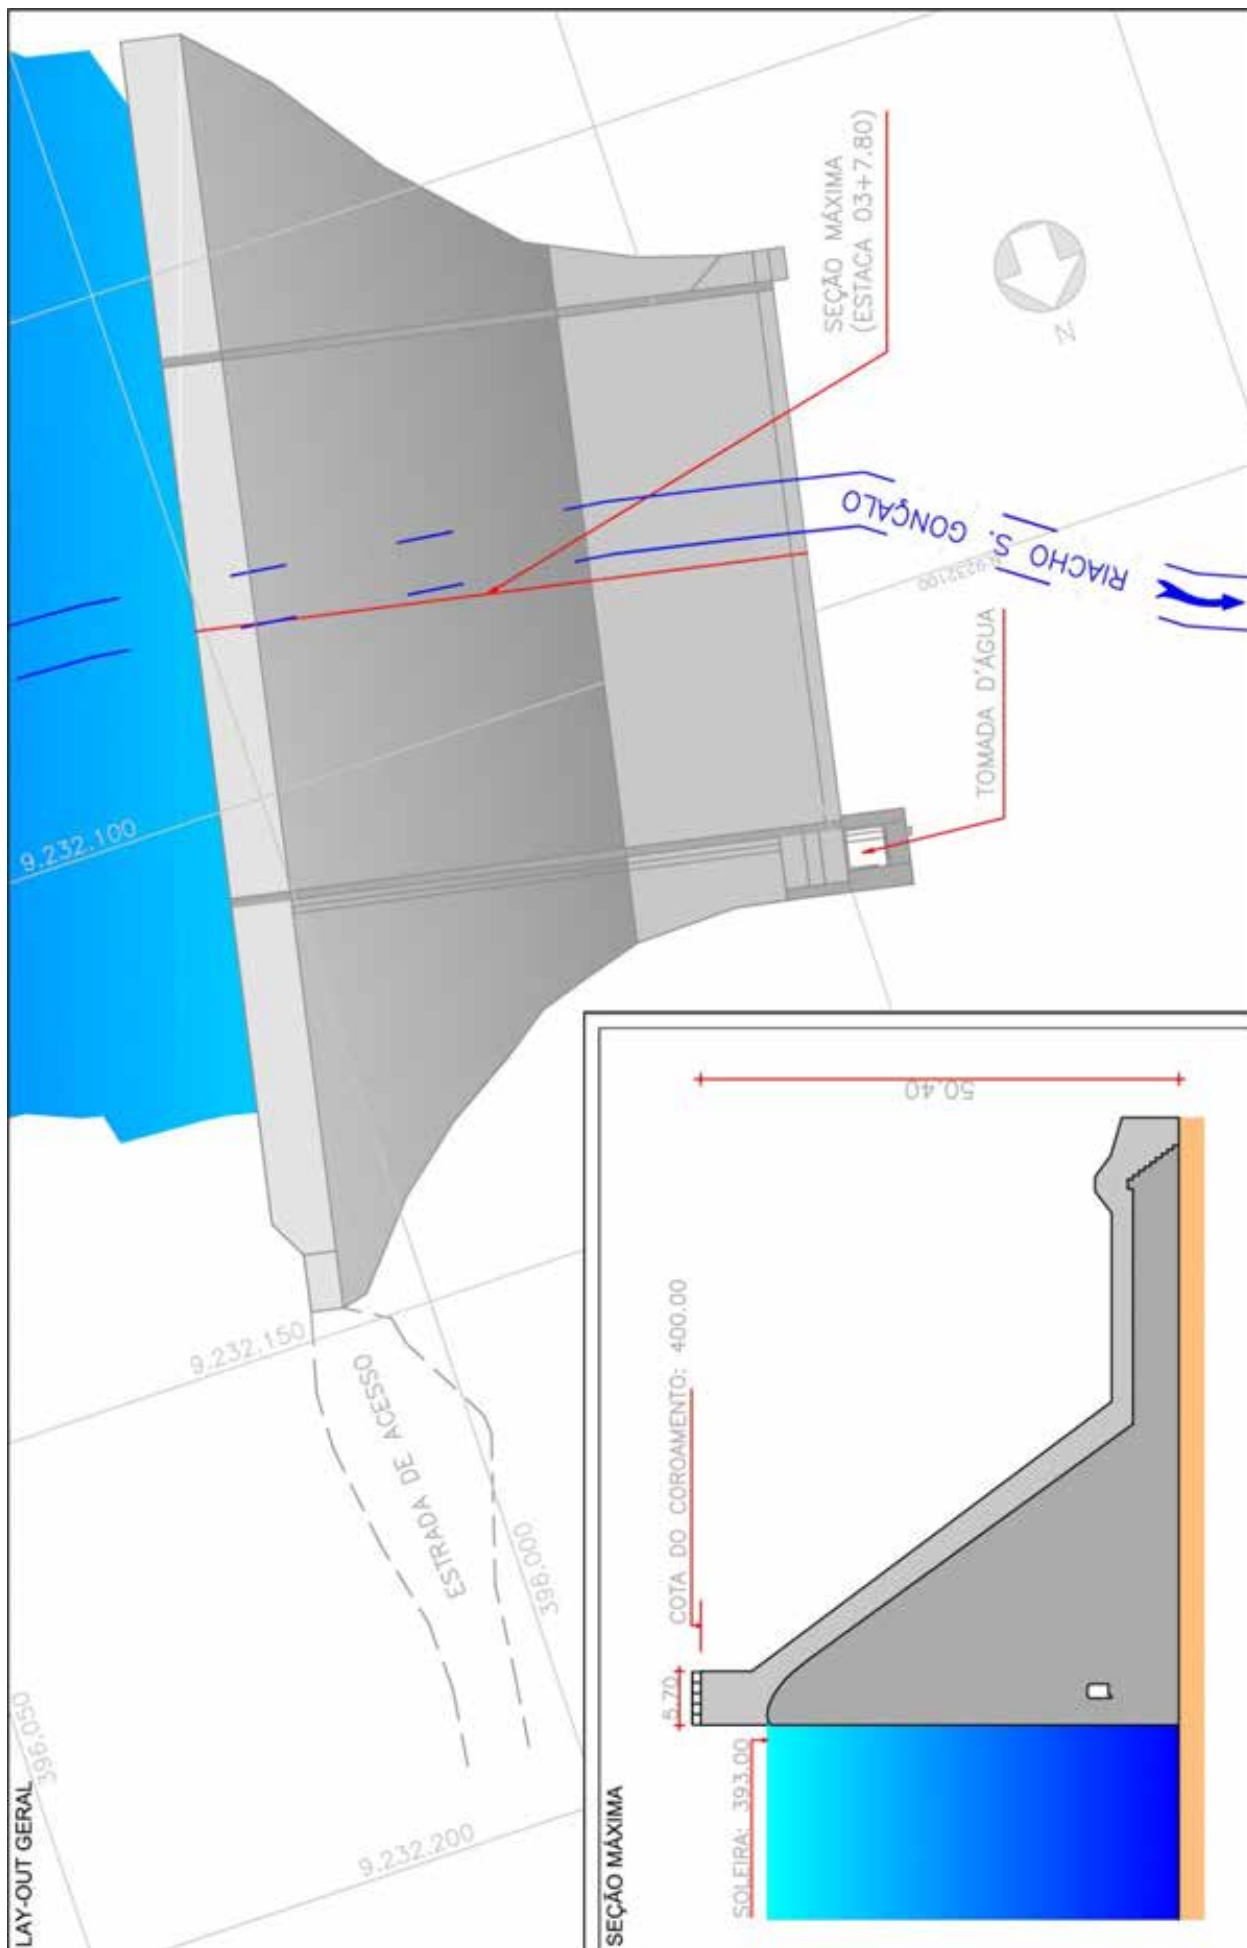 LAY-OUT GERAL
396.050
9.232.200
398.000
ESTRADA DE ACESSO
9.232.150
9.232.100
TOMADA D'ÁGUA
N 9232100
RIACHO S. GONÇALO
SEÇÃO MÁXIMA
(ESTACA 03+7.80)
N
SEÇÃO MÁXIMA
SOLEIRA: 393.00
5.70
COTA DO COROAMENTO: 400.00
50.40